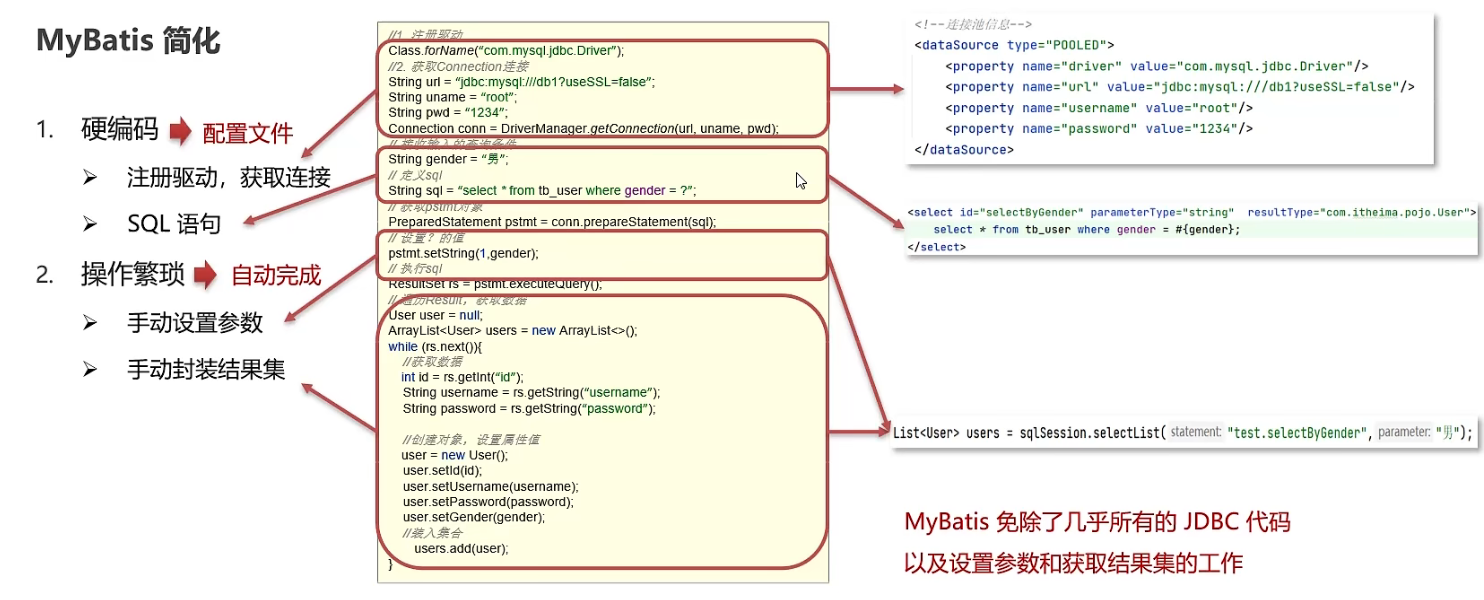 MyBatis 简化
1. 硬编码 配置文件
➢ 注册驱动，获取连接
➢ SQL 语句
2. 操作繁琐 自动完成
➢ 手动设置参数
➢ 手动封装结果集
//1. 注册驱动
Class.forName("com.mysql.jdbc.Driver");
//2. 获取Connection连接
String url = "jdbc:mysql:///db1?useSSL=false";
String uname = "root";
String pwd = "1234";
Connection conn = DriverManager.getConnection(url, uname, pwd);
// 接收输入的查询条件
String gender = "男";
// 定义sql
String sql = "select * from tb_user where gender = ?";
// 获取pstmt对象
PreparedStatement pstmt = conn.prepareStatement(sql);
// 设置？的值
pstmt.setString(1,gender);
// 执行sql
ResultSet rs = pstmt.executeQuery();
// 遍历Result，获取数据
User user = null;
ArrayList<User> users = new ArrayList<>();
while (rs.next()){
//获取数据
int id = rs.getInt("id");
String username = rs.getString("username");
String password = rs.getString("password");
//创建对象，设置属性值
user = new User();
user.setId(id);
user.setUsername(username);
user.setPassword(password);
user.setGender(gender);
//装入集合
users.add(user);
}
<!--连接池信息-->
<dataSource type="POOLED">
<property name="driver" value="com.mysql.jdbc.Driver"/>
<property name="url" value="jdbc:mysql:///db1?useSSL=false"/>
<property name="username" value="root"/>
<property name="password" value="1234"/>
</dataSource>
<select id="selectByGender" parameterType="string" resultType="com.itheima.pojo.User">
select * from tb_user where gender = #{gender};
</select>
List<User> users = sqlSession.selectList( statement: "test.selectByGender", parameter: "男");
MyBatis 免除了几乎所有的 JDBC 代码
以及设置参数和获取结果集的工作